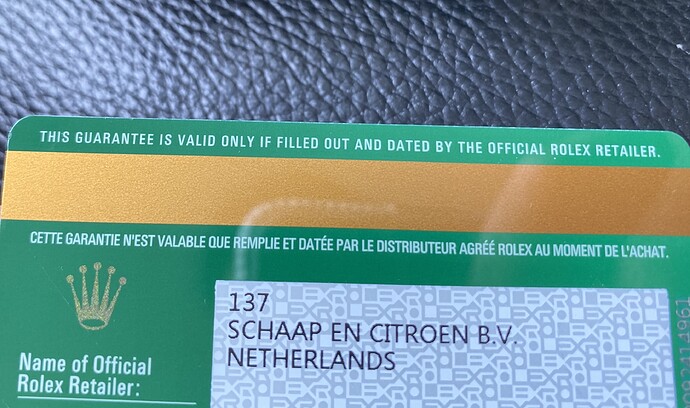 THIS GUARANTEE IS VALID ONLY IF FILLED OUT AND DATED BY THE OFFICIAL ROLEX RETAILER.
CETTE GARANTIE N'EST VALABLE QUE REMPLIE ET DATÉE PAR LE DISTRIBUTEUR AGRÉÉ ROLEX AU MOMENT DE L'ACHAT.
137
SCHAAP EN CITROEN B.V.
NETHERLANDS
Name of Official
Rolex Retailer: